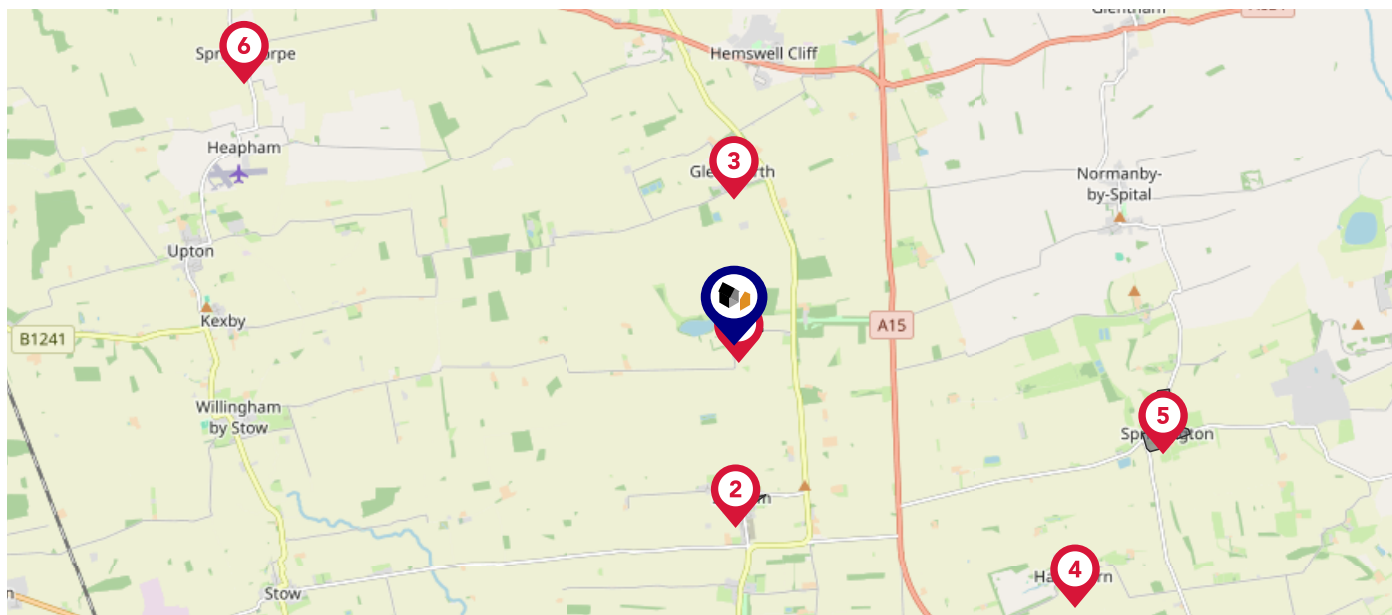 Hemswell Cliff
6
Heapham
3
Normanby-
by-Spital
Upton
Kexby
B1241
A15
Willingham
by Stow
5
2
4
Stow